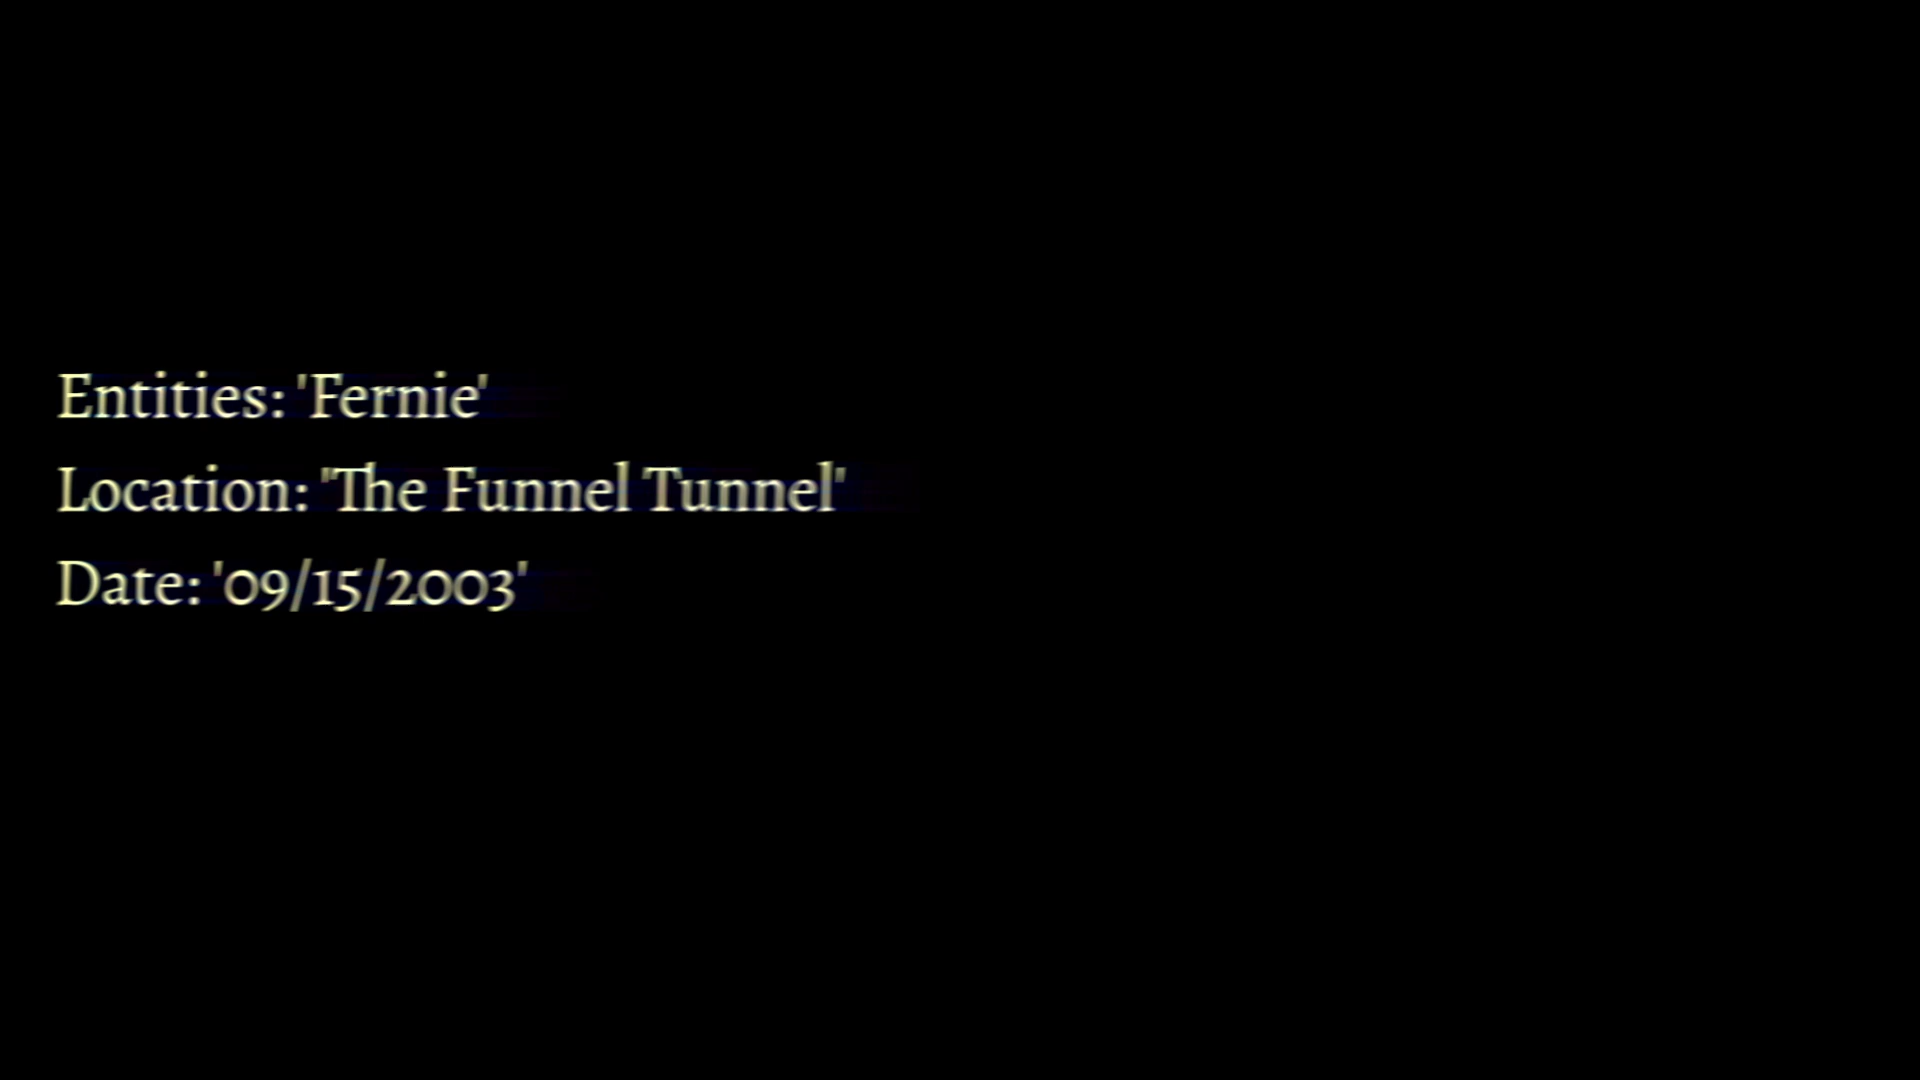 Entities: 'Fernie'
Location: 'The Funnel Tunnel'
Date: '09/15/2003'